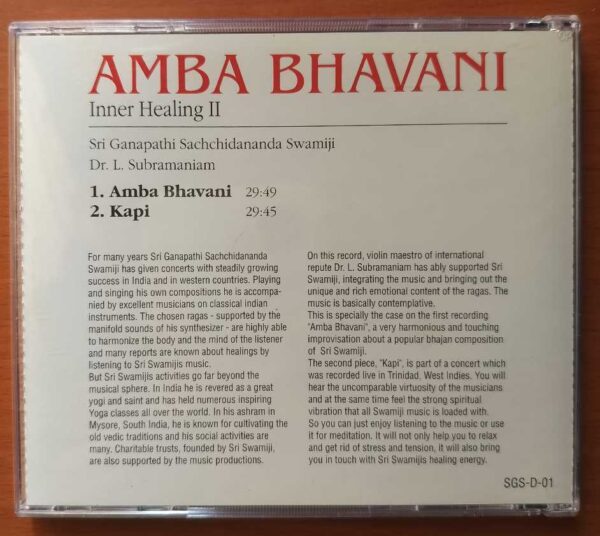 AMBA BHAVANI
Inner Healing II
Sri Ganapathi Sachchidananda Swamiji
Dr. L. Subramaniam
1. Amba Bhavani 29:49
2. Kapi 29:45
For many years Sri Ganapathi Sachchidananda
Swamiji has given concerts with steadily growing
success in India and in western countries. Playing
and singing his own compositions he is accompa-
nied by excellent musicians on classical indian
instruments. The chosen ragas - supported by the
manifold sounds of his synthesizer - are highly able
to harmonize the body and the mind of the listener
and many reports are known about healings by
listening to Sri Swamijis music.
But Sri Swamijis activities go far beyond the
musical sphere. In India he is revered as a great
yogi and saint and has held numerous inspiring
Yoga classes all over the world. In his ashram in
Mysore, South India, he is known for cultivating the
old vedic traditions and his social activities are
many. Charitable trusts, founded by Sri Swamiji,
are also supported by the music productions.
On this record, violin maestro of international
repute Dr. L. Subramaniam has ably supported Sri
Swamiji, integrating the music and bringing out the
unique and rich emotional content of the ragas. The
music is basically contemplative.
This is specially the case on the first recording
"Amba Bhavani", a very harmonious and touching
improvisation about a popular bhajan composition
of Sri Swamiji.
The second piece, "Kapi", is part of a concert which
was recorded live in Trinidad, West Indies. You will
hear the uncomparable virtuosity of the musicians
and at the same time feel the strong spiritual
vibration that all Swamiji music is loaded with.
So you can just enjoy listening to the music or use
it for meditation. It will not only help you to relax
and get rid of stress and tension, it will also bring
you in touch with Sri Swamijis healing energy.
SGS-D-01